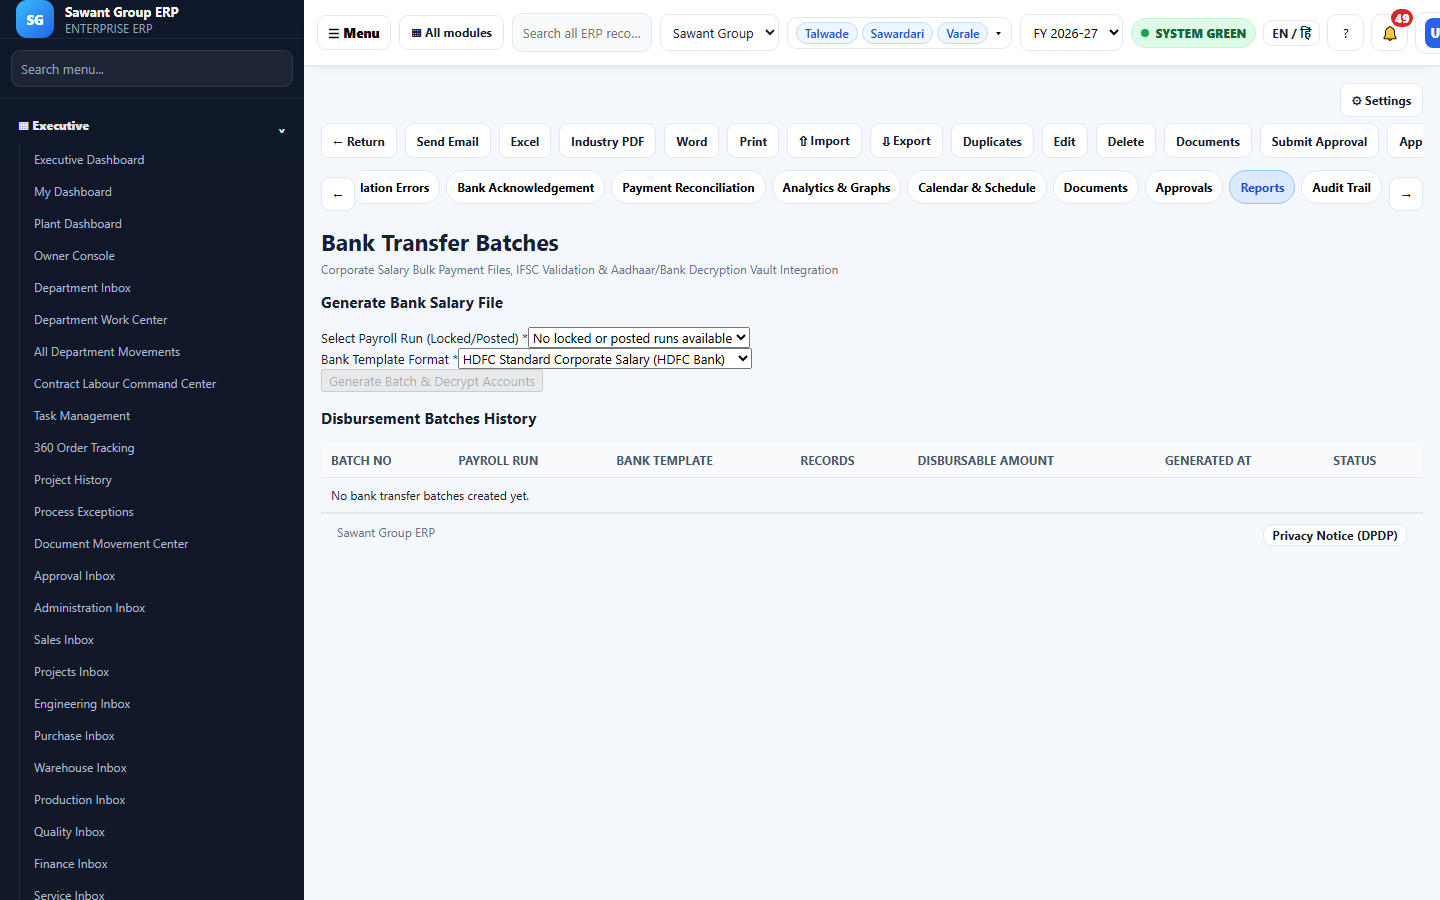 SG
Sawant Group ERP
ENTERPRISE ERP
Search menu...
Executive
Executive Dashboard
My Dashboard
Plant Dashboard
Owner Console
Department Inbox
Department Work Center
All Department Movements
Contract Labour Command Center
Task Management
360 Order Tracking
Project History
Process Exceptions
Document Movement Center
Approval Inbox
Administration Inbox
Sales Inbox
Projects Inbox
Engineering Inbox
Purchase Inbox
Warehouse Inbox
Production Inbox
Quality Inbox
Finance Inbox
Service Inbox
☰ Menu
All modules
Search all ERP reco...
Sawant Group
Talwade
Sawardari
Varale
FY 2026-27
SYSTEM GREEN
EN / हिं
?
49
U
⚙ Settings
← Return
Send Email
Excel
Industry PDF
Word
Print
⇧ Import
⇩ Export
Duplicates
Edit
Delete
Documents
Submit Approval
App
←
lation Errors
Bank Acknowledgement
Payment Reconciliation
Analytics & Graphs
Calendar & Schedule
Documents
Approvals
Reports
Audit Trail
→
Bank Transfer Batches
Corporate Salary Bulk Payment Files, IFSC Validation & Aadhaar/Bank Decryption Vault Integration
Generate Bank Salary File
Select Payroll Run (Locked/Posted) * No locked or posted runs available
Bank Template Format * HDFC Standard Corporate Salary (HDFC Bank)
Generate Batch & Decrypt Accounts
Disbursement Batches History
BATCH NO PAYROLL RUN BANK TEMPLATE RECORDS DISBURSABLE AMOUNT GENERATED AT STATUS
No bank transfer batches created yet.
Sawant Group ERP
Privacy Notice (DPDP)